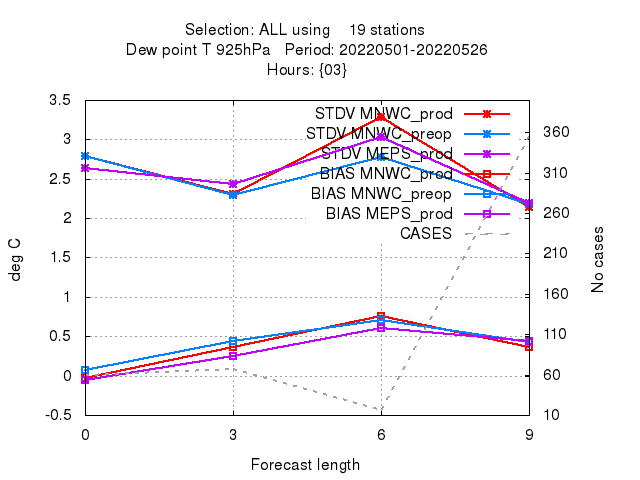 Selection: ALL using 19 stations
Dew point T 925hPa Period: 20220501-20220526
Hours: {03}
3.5
3
2.5
2
1.5
1
0.5
0
-0.5
deg C
STDV MNWC_prod
STDV MNWC_preop
STDV MEPS_prod
BIAS MNWC_prod
BIAS MNWC_preop
BIAS MEPS_prod
CASES
360
310
260
210
160
110
60
10
No cases
0 3 6 9
Forecast length